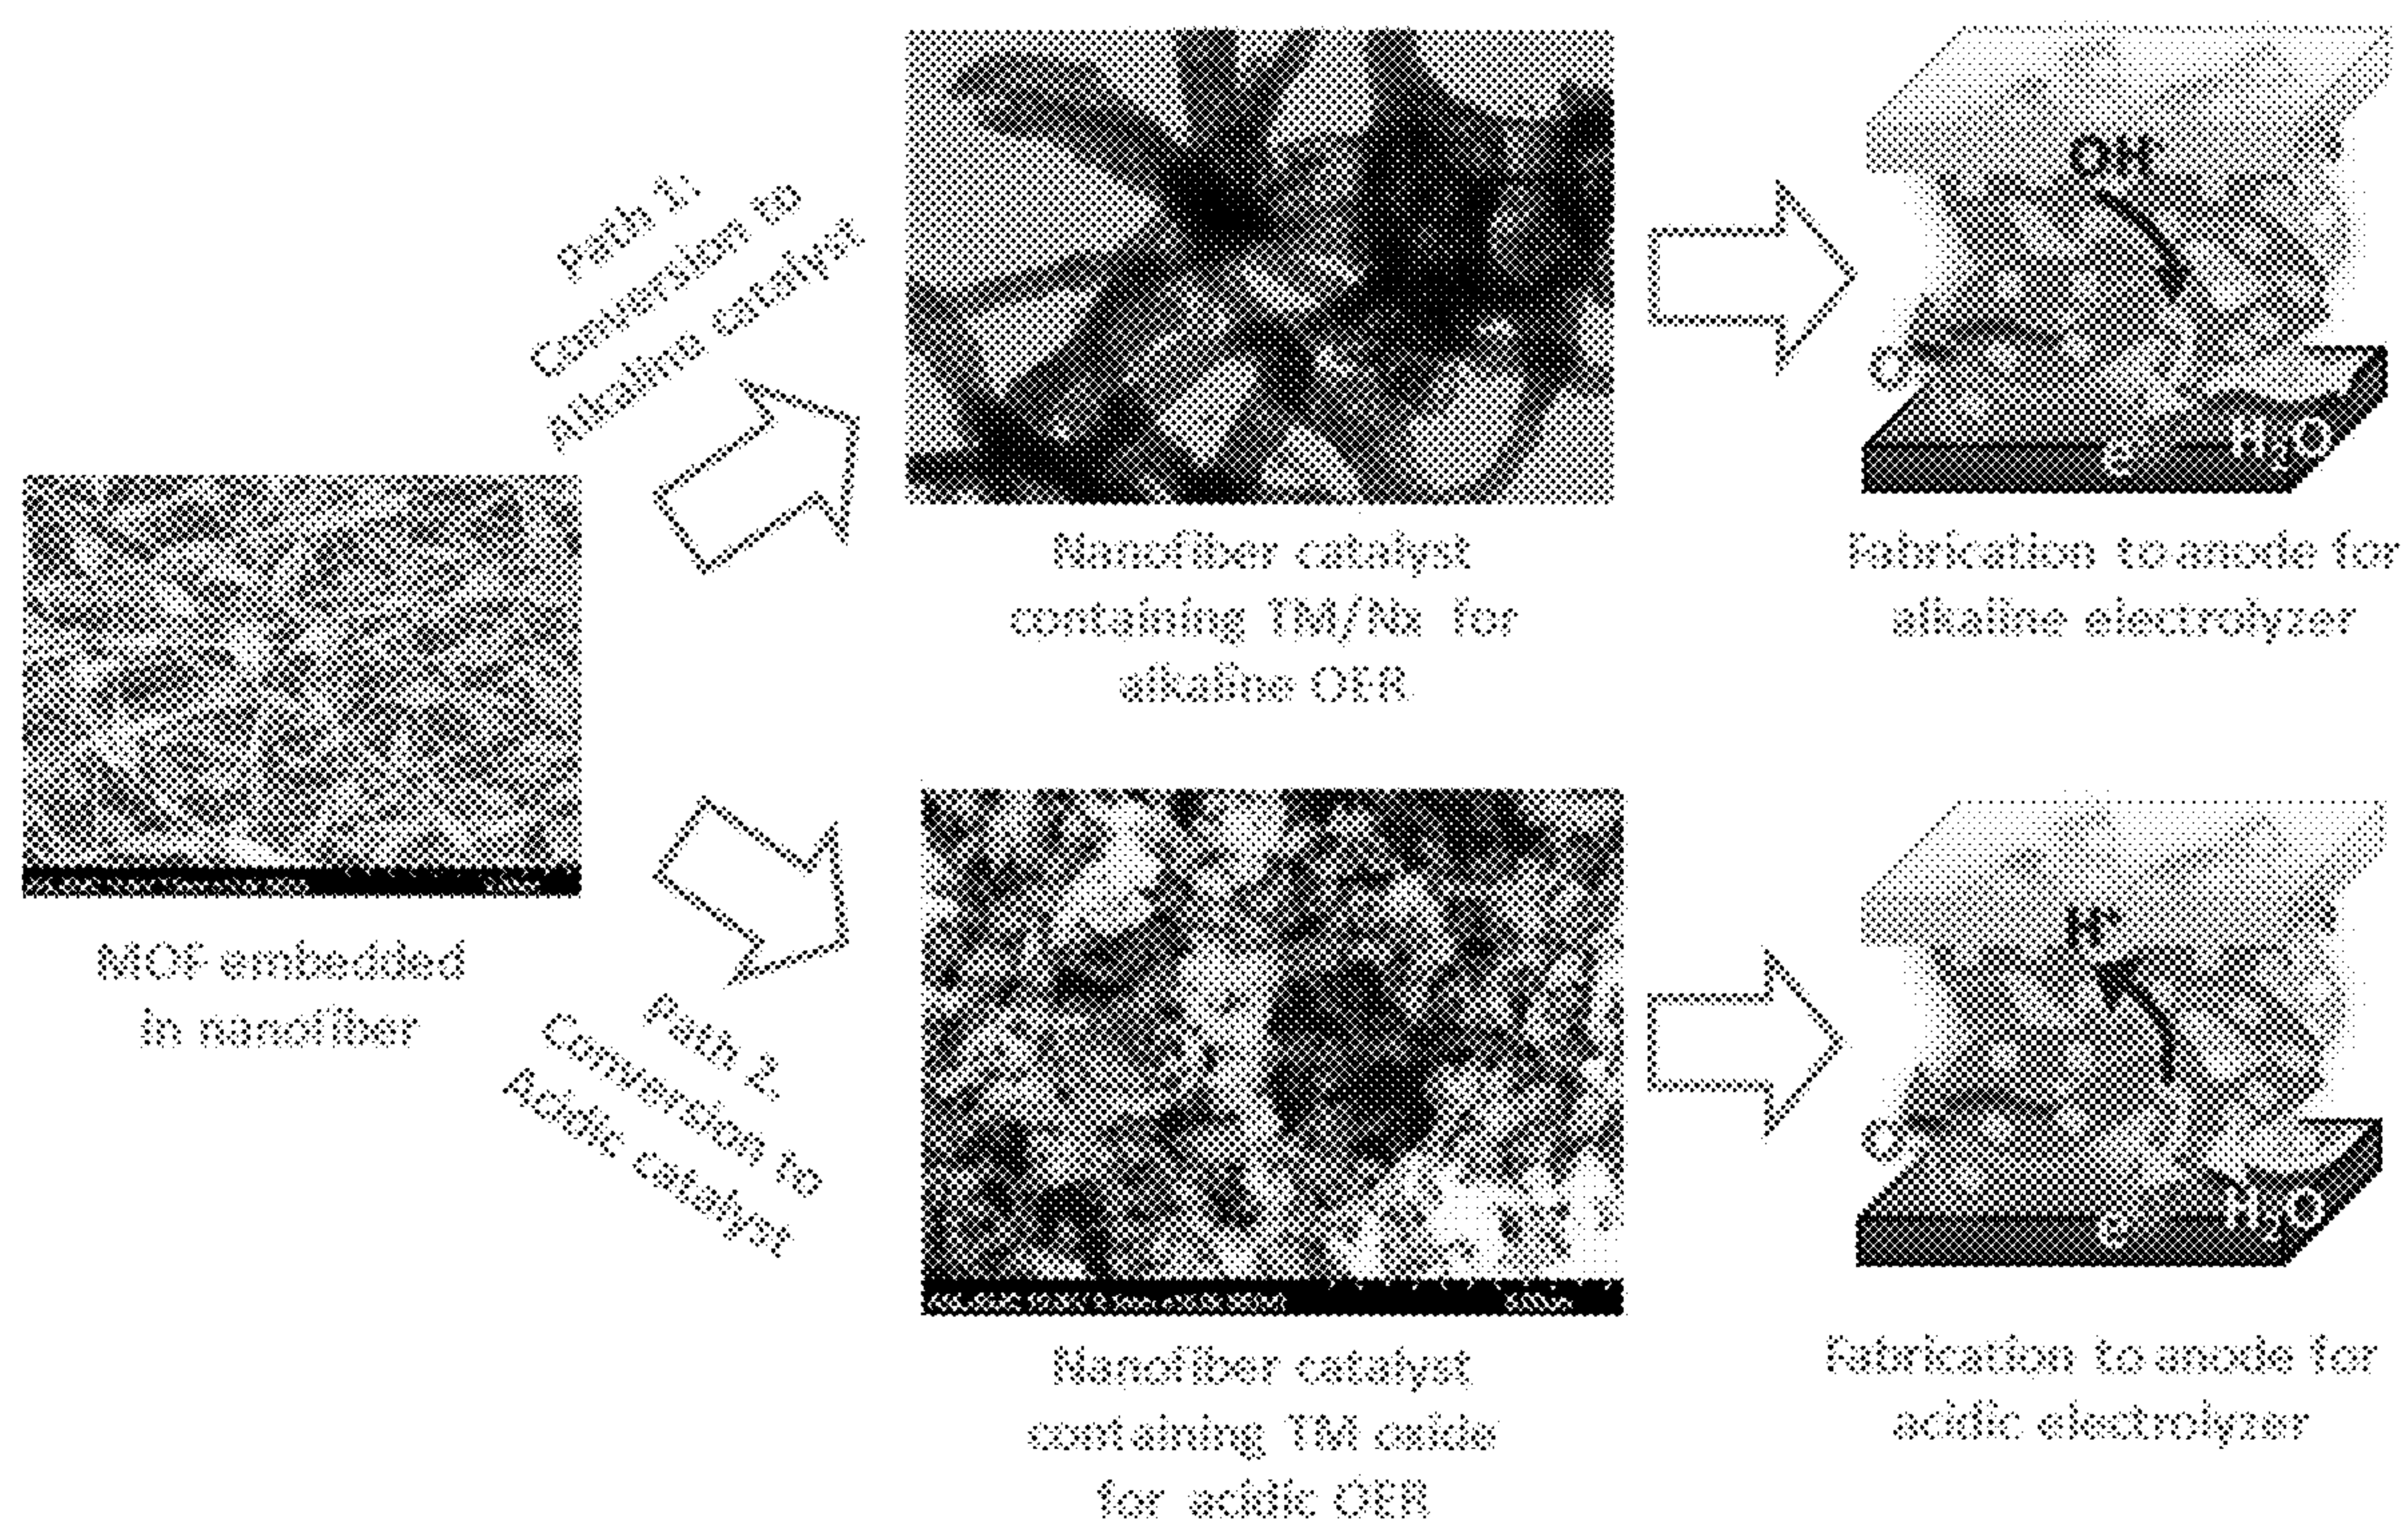 Path 1:
Conversion to
Alkaline catalyst
MOF embedded
in nanofiber
Path 2.
Conversion to
Acidic catalyst
Nanofiber catalyst
containing TM/Nx for
alkaline OER
Nanofiber catalyst
containing TM oxide
for acidic OER
OH
O
e
H₂O
Fabrication to anode for
alkaline electrolyzer
H⁺
O
e
H₂O
Fabrication to anode for
acidic electrolyzer